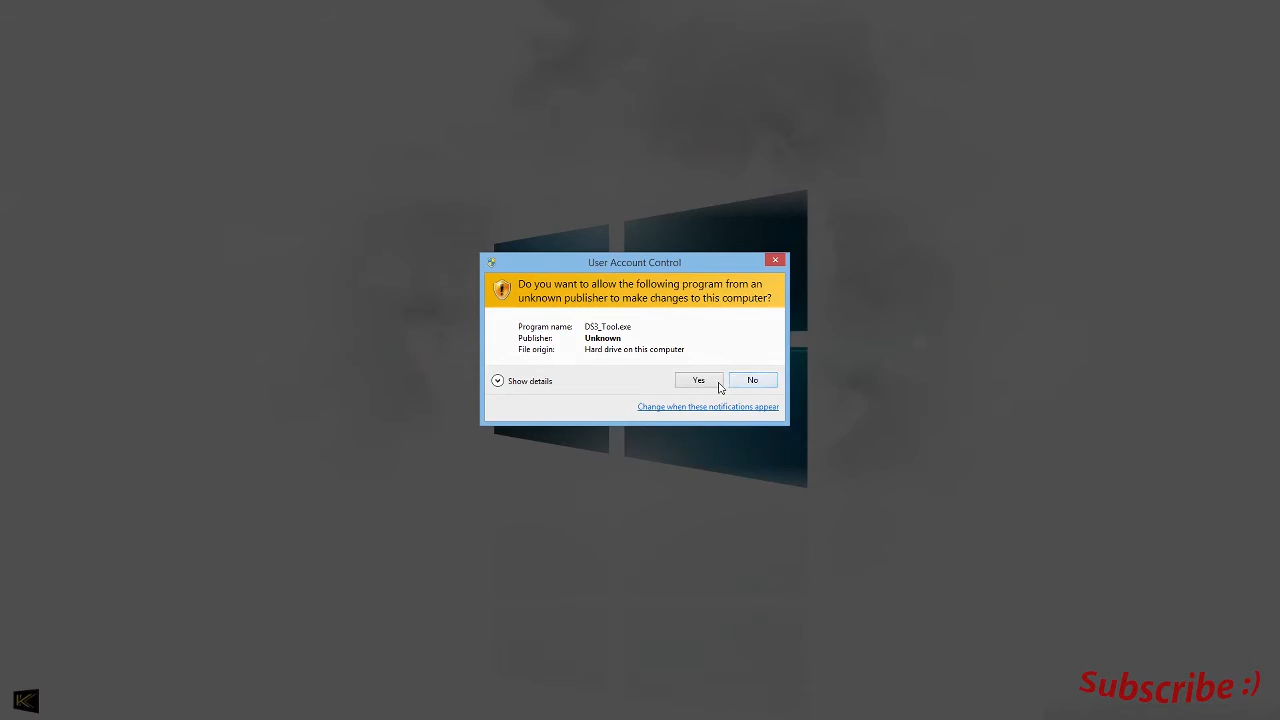 User Account Control
Do you want to allow the following program from an
unknown publisher to make changes to this computer?
Program name: DS3_Tool.exe
Publisher: Unknown
File origin: Hard drive on this computer
Show details
Yes
No
Change when these notifications appear
Subscribe :)